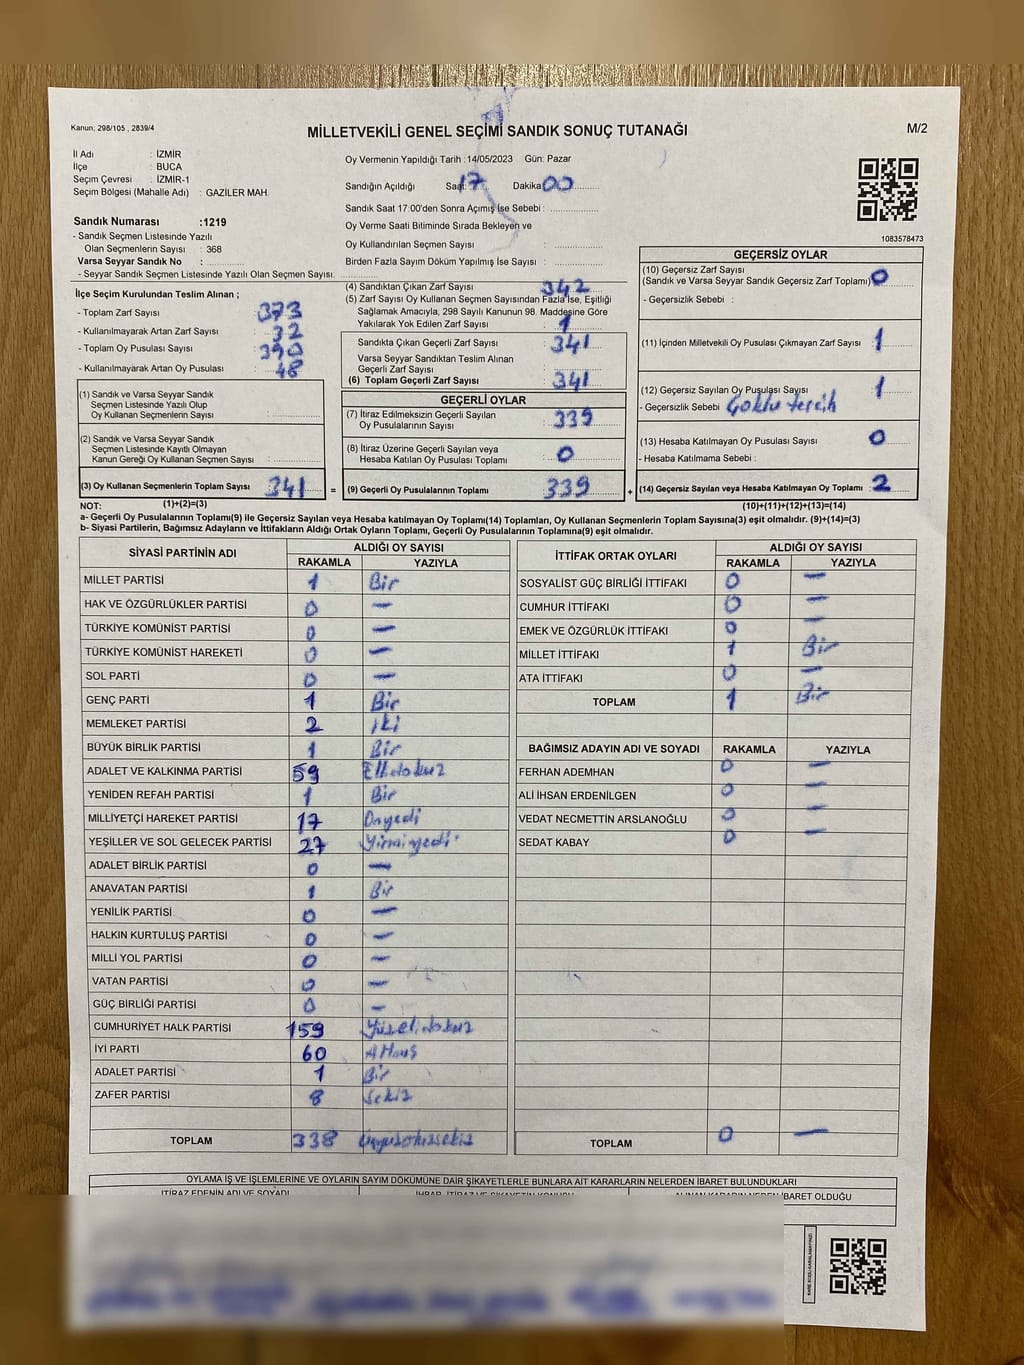 Kanun; 298/105 , 2839/4
MİLLETVEKİLİ GENEL SEÇİMİ SANDIK SONUÇ TUTANAĞI
M/2
İl Adı : İZMİR
İlçe : BUCA
Seçim Çevresi : İZMİR-1
Seçim Bölgesi (Mahalle Adı) : GAZİLER MAH.
Sandık Numarası :1219
- Sandık Seçmen Listesinde Yazılı
Olan Seçmenlerin Sayısı : 368
Varsa Seyyar Sandık No :
- Seyyar Sandık Seçmen Listesinde Yazılı Olan Seçmen Sayısı:
Oy Vermenin Yapıldığı Tarih :14/05/2023 Gün: Pazar
Sandığın Açıldığı Saat: 17 Dakika: 00
Sandık Saat 17:00'den Sonra Açımış İse Sebebi :
Oy Verme Saati Bitiminde Sırada Bekleyen ve
Oy Kullandırılan Seçmen Sayısı :
Birden Fazla Sayım Döküm Yapılmış İse Sayısı :
1083578473
İlçe Seçim Kurulundan Teslim Alınan ;
- Toplam Zarf Sayısı : 373
- Kullanılmayarak Artan Zarf Sayısı : 32
- Toplam Oy Pusulası Sayısı : 390
- Kullanılmayarak Artan Oy Pusulası : 48
(1) Sandık ve Varsa Seyyar Sandık
Seçmen Listesinde Yazılı Olup
Oy Kullanan Seçmenlerin Sayısı :
(2) Sandık ve Varsa Seyyar Sandık
Seçmen Listesinde Kayıtlı Olmayan
Kanun Gereği Oy Kullanan Seçmen Sayısı :
(3) Oy Kullanan Seçmenlerin Toplam Sayısı : 341
(4) Sandıktan Çıkan Zarf Sayısı : 342
(5) Zarf Sayısı Oy Kullanan Seçmen Sayısından Fazla İse, Eşitliği
Sağlamak Amacıyla, 298 Sayılı Kanunun 98. Maddesine Göre
Yakılarak Yok Edilen Zarf Sayısı : 1
Sandıkta Çıkan Geçerli Zarf Sayısı : 341
Varsa Seyyar Sandıktan Teslim Alınan
Geçerli Zarf Sayısı :
(6) Toplam Geçerli Zarf Sayısı : 341
GEÇERLİ OYLAR
(7) İtiraz Edilmeksizin Geçerli Sayılan
Oy Pusulalarının Sayısı : 339
(8) İtiraz Üzerine Geçerli Sayılan veya
Hesaba Katılan Oy Pusulası Toplamı : 0
= (9) Geçerli Oy Pusulalarının Toplamı : 339 +
GEÇERSİZ OYLAR
(10) Geçersiz Zarf Sayısı
(Sandık ve Varsa Seyyar Sandık Geçersiz Zarf Toplamı) : 0
- Geçersizlik Sebebi :
(11) İçinden Milletvekili Oy Pusulası Çıkmayan Zarf Sayısı : 1
(12) Geçersiz Sayılan Oy Pusulası Sayısı : 1
- Geçersizlik Sebebi : Çoklu tercih
(13) Hesaba Katılmayan Oy Pusulası Sayısı : 0
- Hesaba Katılmama Sebebi :
(14) Geçersiz Sayılan veya Hesaba Katılmayan Oy Toplamı : 2
NOT: (1)+(2)=(3) (10)+(11)+(12)+(13)=(14)
a- Geçerli Oy Pusulalarının Toplamı(9) ile Geçersiz Sayılan veya Hesaba katılmayan Oy Toplamı(14) Toplamları, Oy Kullanan Seçmenlerin Toplam Sayısına(3) eşit olmalıdır. (9)+(14)=(3)
b- Siyasi Partilerin, Bağımsız Adayların ve İttifakların Aldığı Ortak Oyların Toplamı, Geçerli Oy Pusulalarının Toplamına(9) eşit olmalıdır.
SİYASİ PARTİNİN ADI ALDIĞI OY SAYISI
RAKAMLA YAZIYLA
MİLLET PARTİSİ 1 Bir
HAK VE ÖZGÜRLÜKLER PARTİSİ 0 —
TÜRKİYE KOMÜNİST PARTİSİ 0 —
TÜRKİYE KOMÜNİST HAREKETİ 0 —
SOL PARTİ 0 —
GENÇ PARTİ 1 Bir
MEMLEKET PARTİSİ 2 iki
BÜYÜK BİRLİK PARTİSİ 1 Bir
ADALET VE KALKINMA PARTİSİ 59 Ellidokuz
YENİDEN REFAH PARTİSİ 1 Bir
MİLLİYETÇİ HAREKET PARTİSİ 17 Onyedi
YEŞİLLER VE SOL GELECEK PARTİSİ 27 Yirmiyedi
ADALET BİRLİK PARTİSİ 0 —
ANAVATAN PARTİSİ 1 Bir
YENİLİK PARTİSİ 0 —
HALKIN KURTULUŞ PARTİSİ 0 —
MİLLİ YOL PARTİSİ 0 —
VATAN PARTİSİ 0 —
GÜÇ BİRLİĞİ PARTİSİ 0 —
CUMHURİYET HALK PARTİSİ 159 Yüzellidokuz
İYİ PARTİ 60 Altmış
ADALET PARTİSİ 1 Bir
ZAFER PARTİSİ 8 Sekiz
TOPLAM 338 üçyüzotuzsekiz
İTTİFAK ORTAK OYLARI ALDIĞI OY SAYISI
RAKAMLA YAZIYLA
SOSYALİST GÜÇ BİRLİĞİ İTTİFAKI 0 —
CUMHUR İTTİFAKI 0 —
EMEK VE ÖZGÜRLÜK İTTİFAKI 0 —
MİLLET İTTİFAKI 1 Bir
ATA İTTİFAKI 0 —
TOPLAM 1 Bir
BAĞIMSIZ ADAYIN ADI VE SOYADI RAKAMLA YAZIYLA
FERHAN ADEMHAN 0 —
ALİ İHSAN ERDENİLGEN 0 —
VEDAT NECMETTİN ARSLANOĞLU 0 —
SEDAT KABAY 0 —
TOPLAM 0 —
OYLAMA İŞ VE İŞLEMLERİNE VE OYLARIN SAYIM DÖKÜMÜNE DAİR ŞİKAYETLERLE BUNLARA AİT KARARLARIN NELERDEN İBARET BULUNDUKLARI
İTİRAZ EDENİN ADI VE SOYADI İHBAR, İTİRAZ VE ŞİKAYETİN KONUSU ALINAN KARARIN NEDEN İBARET OLDUĞU